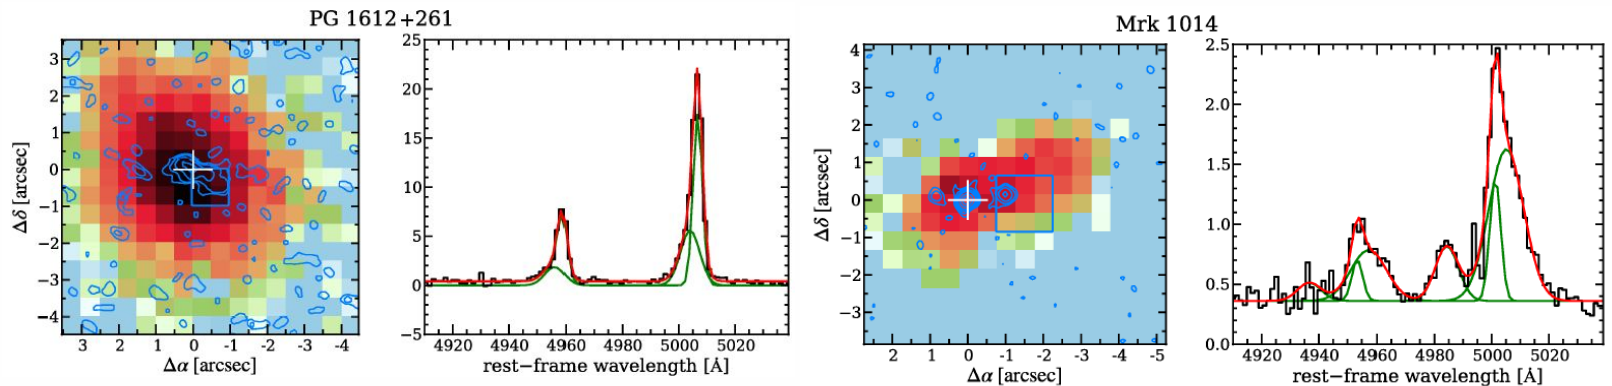 PG 1612+261
Mrk 1014
3
2
1
0
−1
−2
−3
−4
Δδ [arcsec]
3 2 1 0 -1 -2 -3 -4
Δα [arcsec]
25
20
15
10
5
0
−5
4920 4940 4960 4980 5000 5020
rest−frame wavelength [Å]
4
3
2
1
0
−1
−2
−3
Δδ [arcsec]
2 1 0 -1 -2 -3 -4 -5
Δα [arcsec]
2.5
2.0
1.5
1.0
0.5
0.0
4920 4940 4960 4980 5000 5020
rest−frame wavelength [Å]